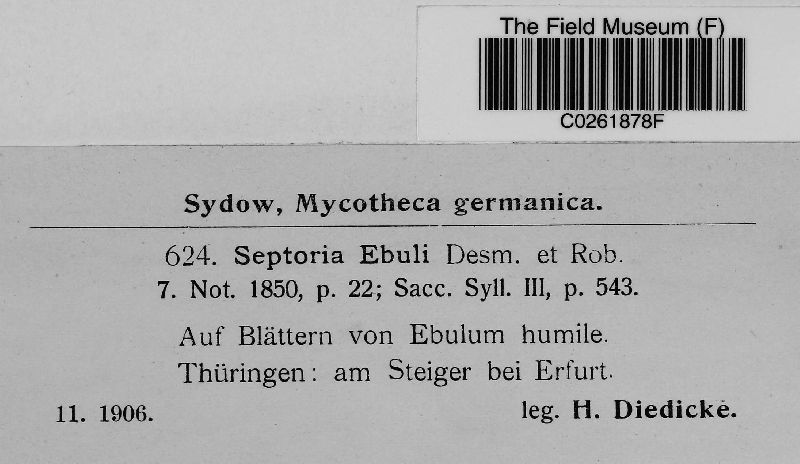 The Field Museum (F)
C0261878F
Sydow, Mycotheca germanica.
624. Septoria Ebuli Desm. et Rob.
7. Not. 1850, p. 22; Sacc. Syll. III, p. 543.
Auf Blättern von Ebulum humile.
Thüringen: am Steiger bei Erfurt.
11. 1906. leg. H. Diedicke.